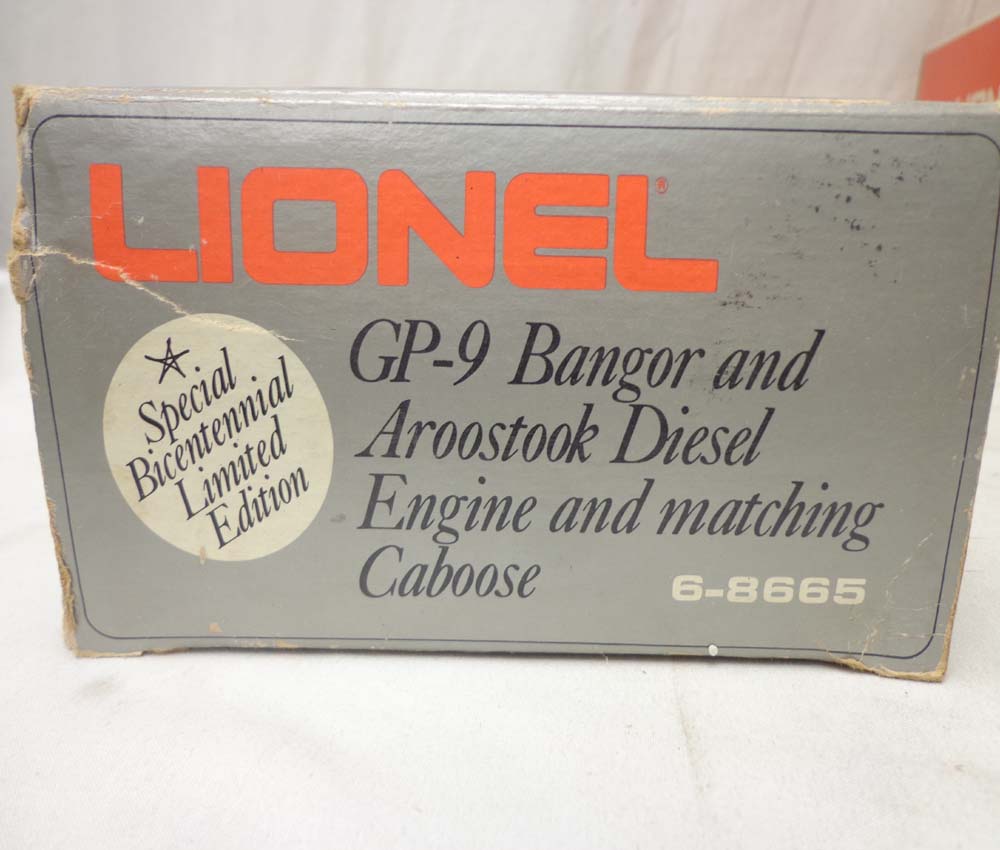 LIONEL®
Special
Bicentennial
Limited
Edition
GP-9 Bangor and
Aroostook Diesel
Engine and matching
Caboose
6-8665